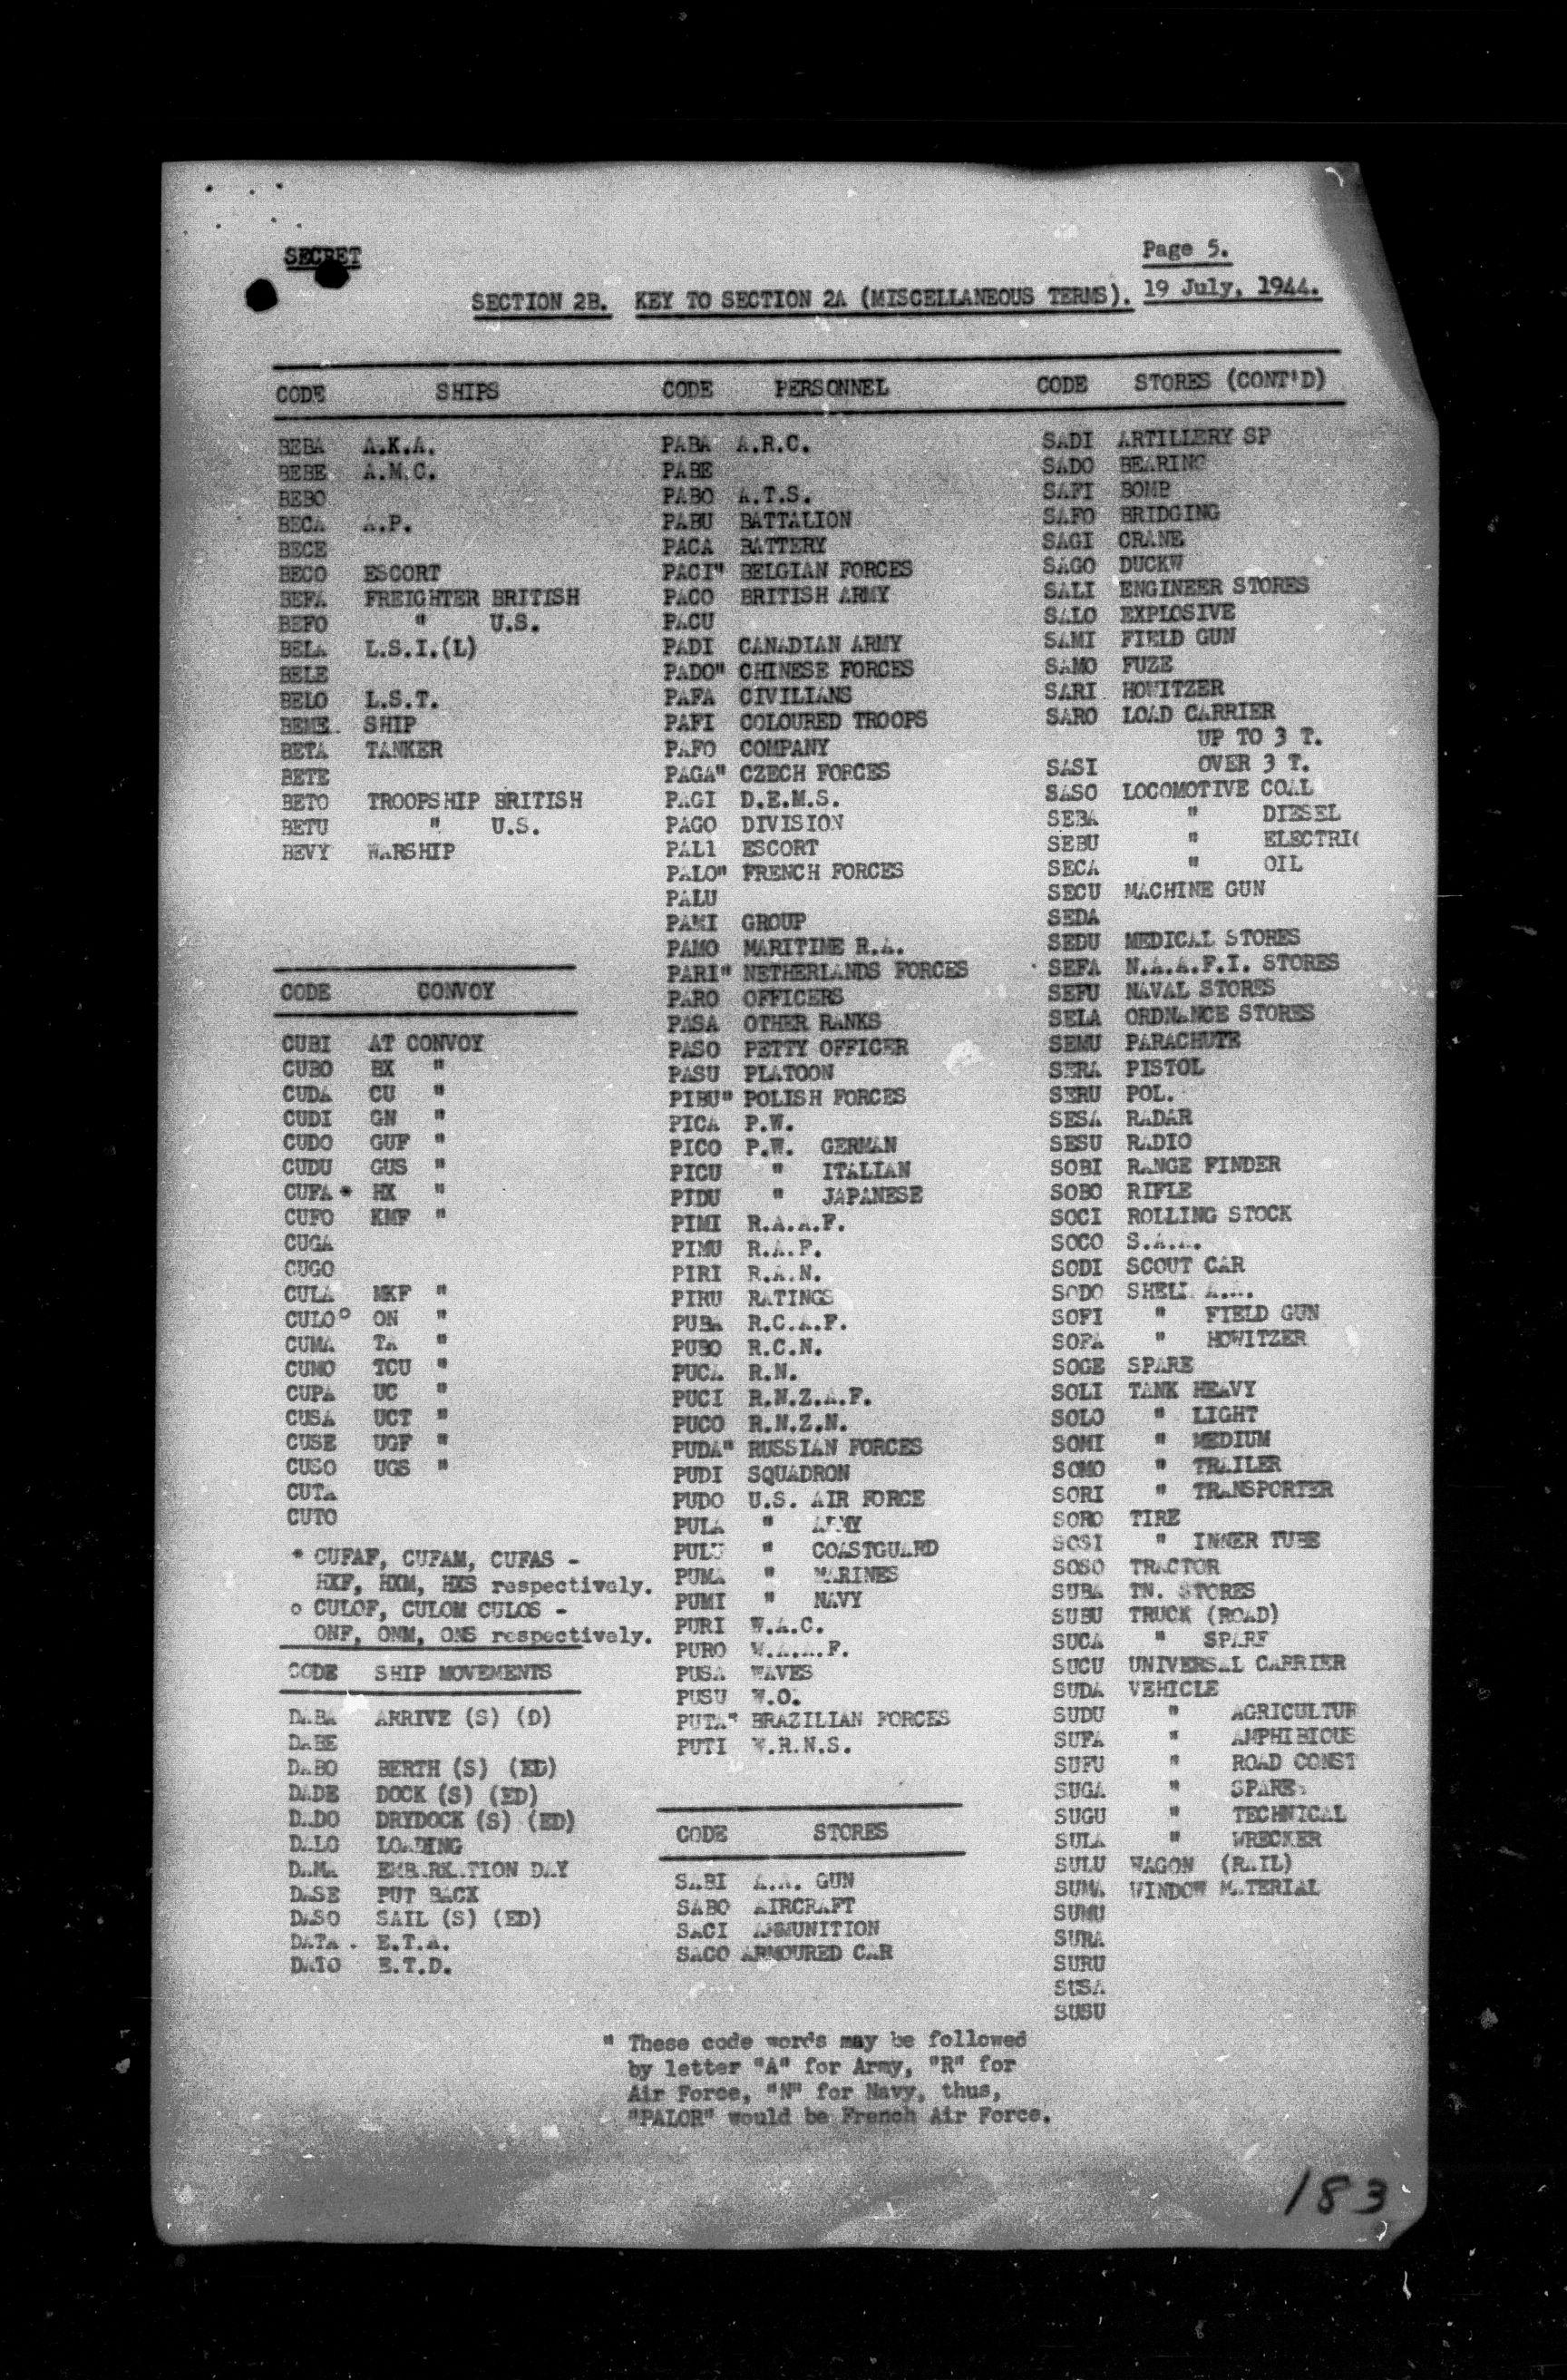 SECRET
Page 5.
SECTION 2B. KEY TO SECTION 2A (MISCELLANEOUS TERMS). 19 July, 1944.
CODE SHIPS
BEBA A.K.A.
BEBE A.M.C.
BEBO
BECA A.P.
BECE
BECO ESCORT
BEFA FREIGHTER BRITISH
BEFO " U.S.
BELA L.S.I.(L)
BELE
BELO L.S.T.
BEME SHIP
BETA TANKER
BETE
BETO TROOPSHIP BRITISH
BETU " U.S.
BEVY WARSHIP
CODE CONVOY
CUBI AT CONVOY
CUBO BX "
CUDA CU "
CUDI GN "
CUDO GUF "
CUDU GUS "
CUFA * HX "
CUFO KMF "
CUGA
CUGO
CULA MKF "
CULO° ON "
CUMA TA "
CUMO TCU "
CUPA UC "
CUSA UCT "
CUSE UGF "
CUSO UGS "
CUTA
CUTO
* CUFAF, CUFAM, CUFAS -
HXF, HXM, HXS respectively.
o CULOF, CULOM CULOS -
ONF, ONM, ONS respectively.
CODE SHIP MOVEMENTS
DABA ARRIVE (S) (D)
DABE
DABO BERTH (S) (ED)
DADE DOCK (S) (ED)
DADO DRYDOCK (S) (ED)
DALO LOADING
DAMA EMBARKATION DAY
DASE PUT BACK
DASO SAIL (S) (ED)
DATA . E.T.A.
DATO E.T.D.
CODE PERSONNEL
PABA A.R.C.
PABE
PABO A.T.S.
PABU BATTALION
PACA BATTERY
PACI" BELGIAN FORCES
PACO BRITISH ARMY
PACU
PADI CANADIAN ARMY
PADO" CHINESE FORCES
PAFA CIVILIANS
PAFI COLOURED TROOPS
PAFO COMPANY
PAGA" CZECH FORCES
PAGI D.E.M.S.
PAGO DIVISION
PAL1 ESCORT
PALO" FRENCH FORCES
PALU
PAMI GROUP
PAMO MARITIME R.A.
PARI" NETHERLANDS FORCES
PARO OFFICERS
PASA OTHER RANKS
PASO PETTY OFFICER
PASU PLATOON
PIBU" POLISH FORCES
PICA P.W.
PICO P.W. GERMAN
PICU " ITALIAN
PIDU " JAPANESE
PIMI R.A.A.F.
PIMU R.A.F.
PIRI R.A.N.
PIRU RATINGS
PUBA R.C.A.F.
PUBO R.C.N.
PUCA R.N.
PUCI R.N.Z.A.F.
PUCO R.N.Z.N.
PUDA" RUSSIAN FORCES
PUDI SQUADRON
PUDO U.S. AIR FORCE
PULA " ARMY
PULU " COASTGUARD
PUMA " MARINES
PUMI " NAVY
PURI W.A.C.
PURO W.A.A.F.
PUSA WAVES
PUSU W.O.
PUTA" BRAZILIAN FORCES
PUTI W.R.N.S.
CODE STORES
SABI A.A. GUN
SABO AIRCRAFT
SACI AMMUNITION
SACO ARMOURED CAR
CODE STORES (CONT'D)
SADI ARTILLERY SP
SADO BEARING
SAFI BOMB
SAFO BRIDGING
SAGI CRANE
SAGO DUCKW
SALI ENGINEER STORES
SALO EXPLOSIVE
SAMI FIELD GUN
SAMO FUZE
SARI HOWITZER
SARO LOAD CARRIER
UP TO 3 T.
SASI OVER 3 T.
SASO LOCOMOTIVE COAL
SEBA " DIESEL
SEBU " ELECTRIC
SECA " OIL
SECU MACHINE GUN
SEDA
SEDU MEDICAL STORES
SEFA N.A.A.F.I. STORES
SEFU NAVAL STORES
SELA ORDNANCE STORES
SEMU PARACHUTE
SERA PISTOL
SERU POL.
SESA RADAR
SESU RADIO
SOBI RANGE FINDER
SOBO RIFLE
SOCI ROLLING STOCK
SOCO S.A.A.
SODI SCOUT CAR
SODO SHELL A.A.
SOFI " FIELD GUN
SOFA " HOWITZER
SOGE SPARE
SOLI TANK HEAVY
SOLO " LIGHT
SOMI " MEDIUM
SOMO " TRAILER
SORI " TRANSPORTER
SORO TIRE
SOSI " INNER TUBE
SOSO TRACTOR
SUBA TN. STORES
SUBU TRUCK (ROAD)
SUCA " SPARE
SUCU UNIVERSAL CARRIER
SUDA VEHICLE
SUDU " AGRICULTUR
SUFA " AMPHIBIOUS
SUFU " ROAD CONST
SUGA " SPARE
SUGU " TECHNICAL
SULA " WRECKER
SULU WAGON (RAIL)
SUMA WINDOW MATERIAL
SUMU
SURA
SURU
SUSA
SUSU
" These code words may be followed
by letter "A" for Army, "R" for
Air Force, "N" for Navy, thus,
"PALOR" would be French Air Force.
183